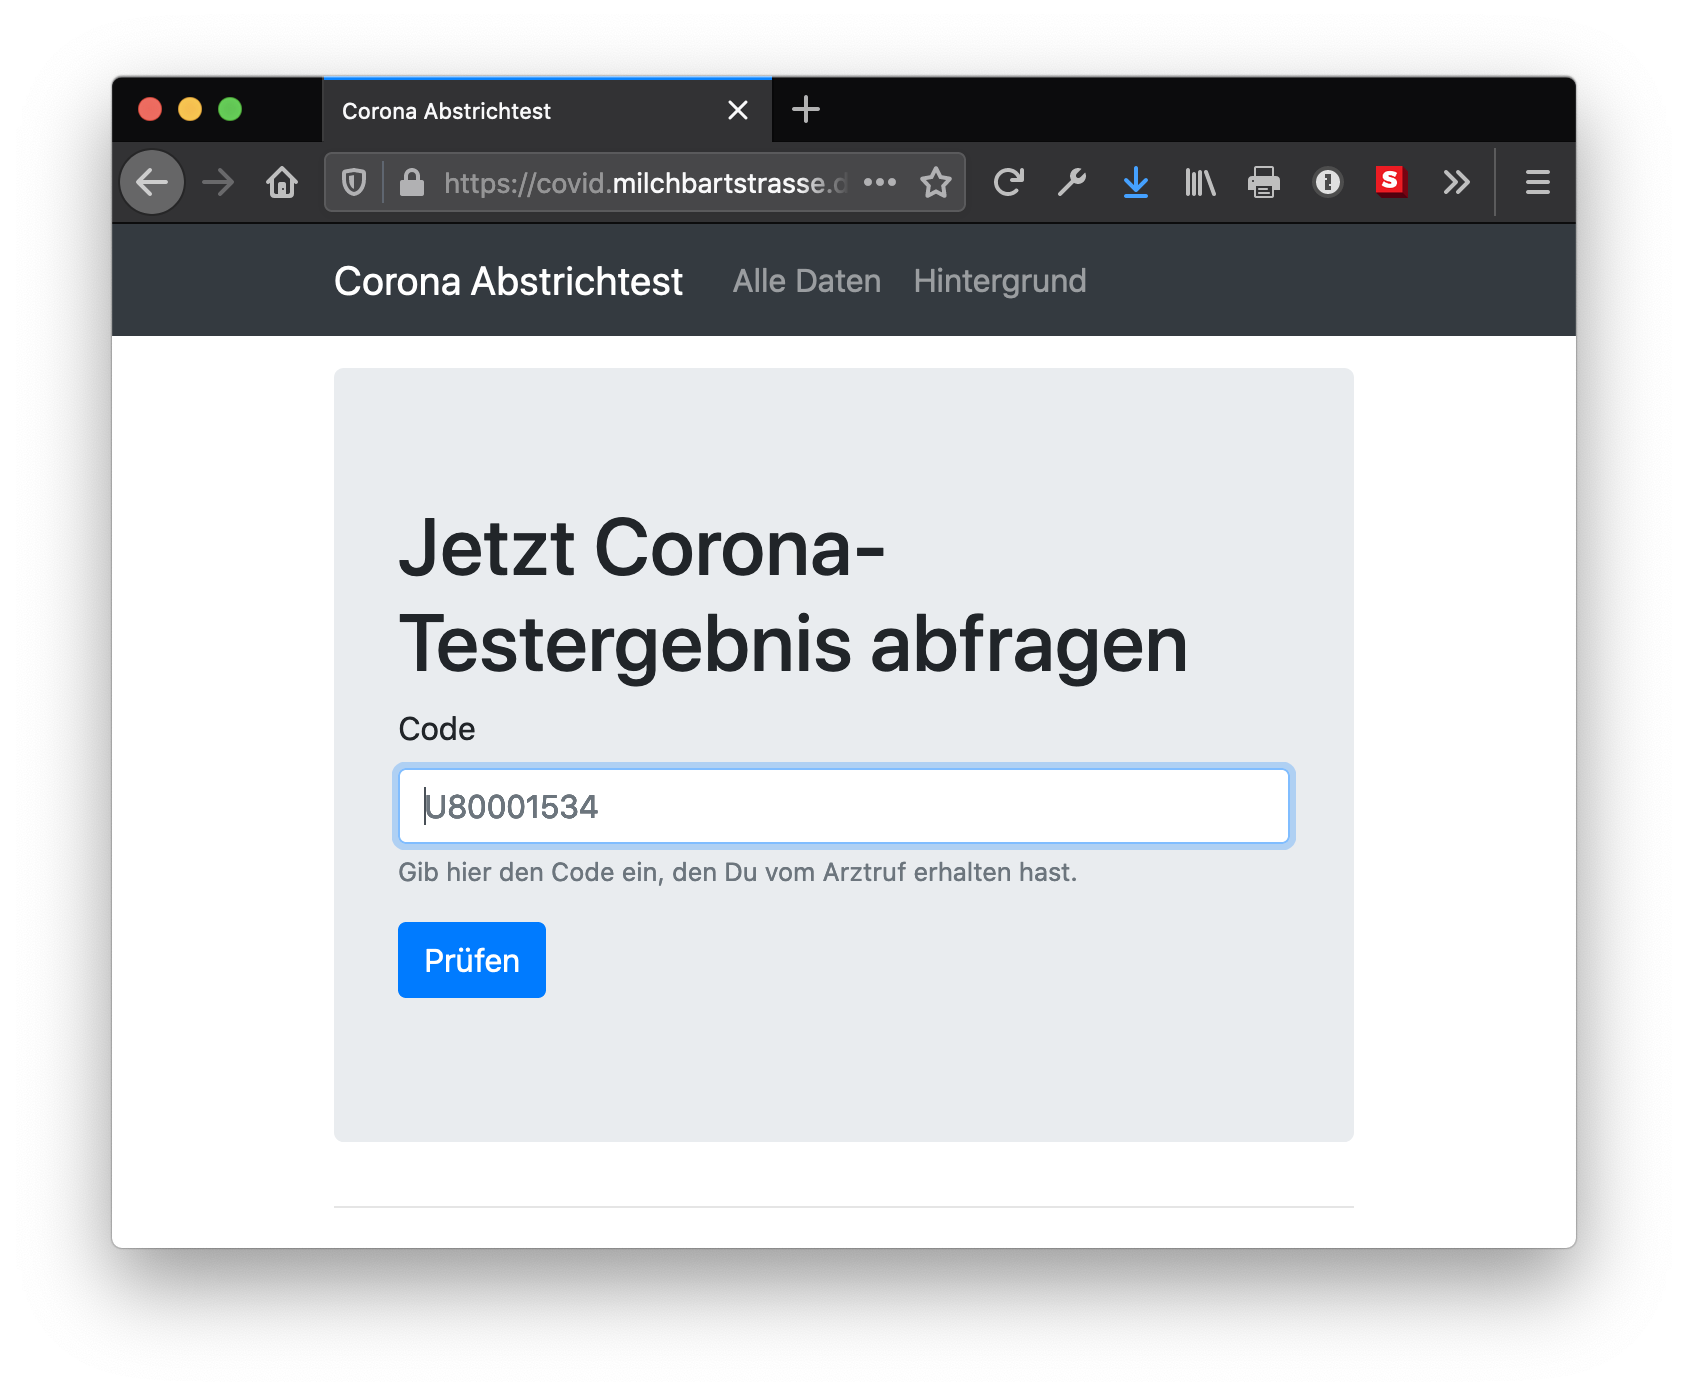 Corona Abstrichtest
https://covid.milchbartstrasse.d
S
Corona Abstrichtest Alle Daten Hintergrund
Jetzt Corona-
Testergebnis abfragen
Code
U80001534
Gib hier den Code ein, den Du vom Arztruf erhalten hast.
Prüfen